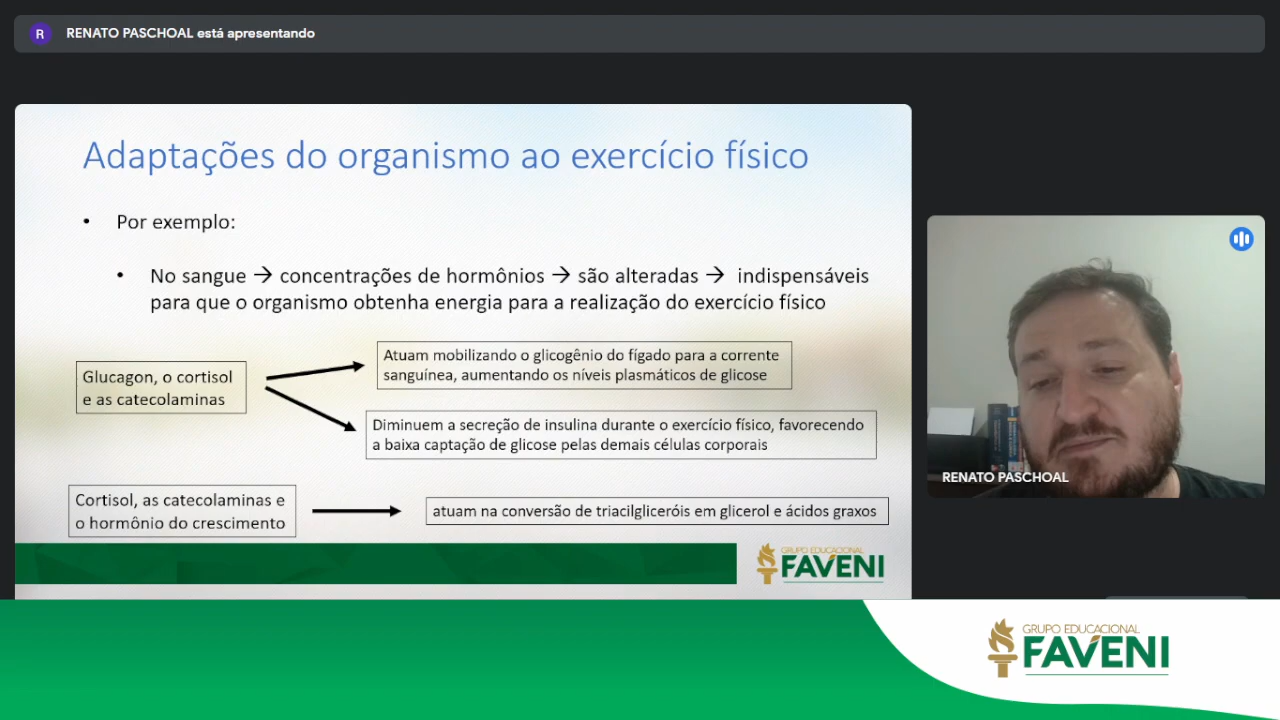 R
RENATO PASCHOAL está apresentando
Adaptações do organismo ao exercício físico
• Por exemplo:
• No sangue → concentrações de hormônios → são alteradas → indispensáveis
para que o organismo obtenha energia para a realização do exercício físico
Glucagon, o cortisol
e as catecolaminas
Atuam mobilizando o glicogênio do fígado para a corrente
sanguínea, aumentando os níveis plasmáticos de glicose
Diminuem a secreção de insulina durante o exercício físico, favorecendo
a baixa captação de glicose pelas demais células corporais
Cortisol, as catecolaminas e
o hormônio do crescimento
atuam na conversão de triacilgliceróis em glicerol e ácidos graxos
GRUPO EDUCACIONAL
FAVENI
RENATO PASCHOAL
GRUPO EDUCACIONAL
FAVENI